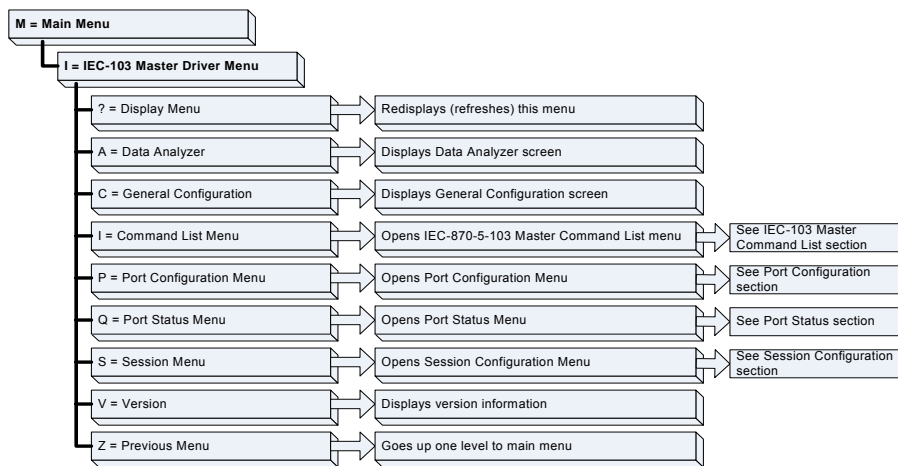 M = Main Menu
I = IEC-103 Master Driver Menu
? = Display Menu
Redisplays (refreshes) this menu
A = Data Analyzer
Displays Data Analyzer screen
C = General Configuration
Displays General Configuration screen
I = Command List Menu
Opens IEC-870-5-103 Master Command List menu
See IEC-103 Master
Command List section
P = Port Configuration Menu
Opens Port Configuration Menu
See Port Configuration
section
Q = Port Status Menu
Opens Port Status Menu
See Port Status section
S = Session Menu
Opens Session Configuration Menu
See Session Configuration
section
V = Version
Displays version information
Z = Previous Menu
Goes up one level to main menu